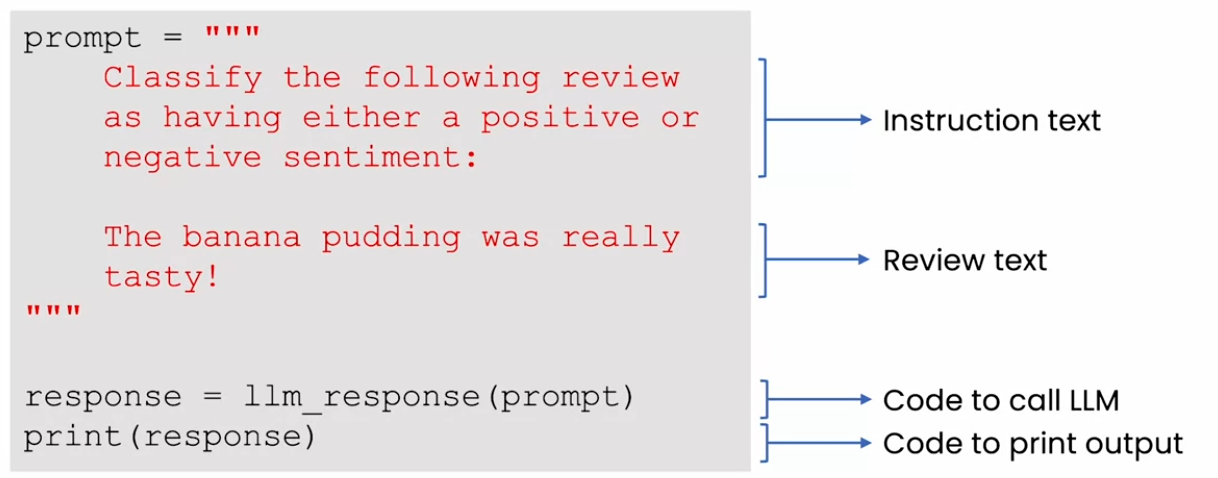 prompt = """
Classify the following review
as having either a positive or
negative sentiment:
Instruction text
The banana pudding was really
tasty!
Review text
"""
response = llm_response(prompt)
Code to call LLM
print(response)
Code to print output